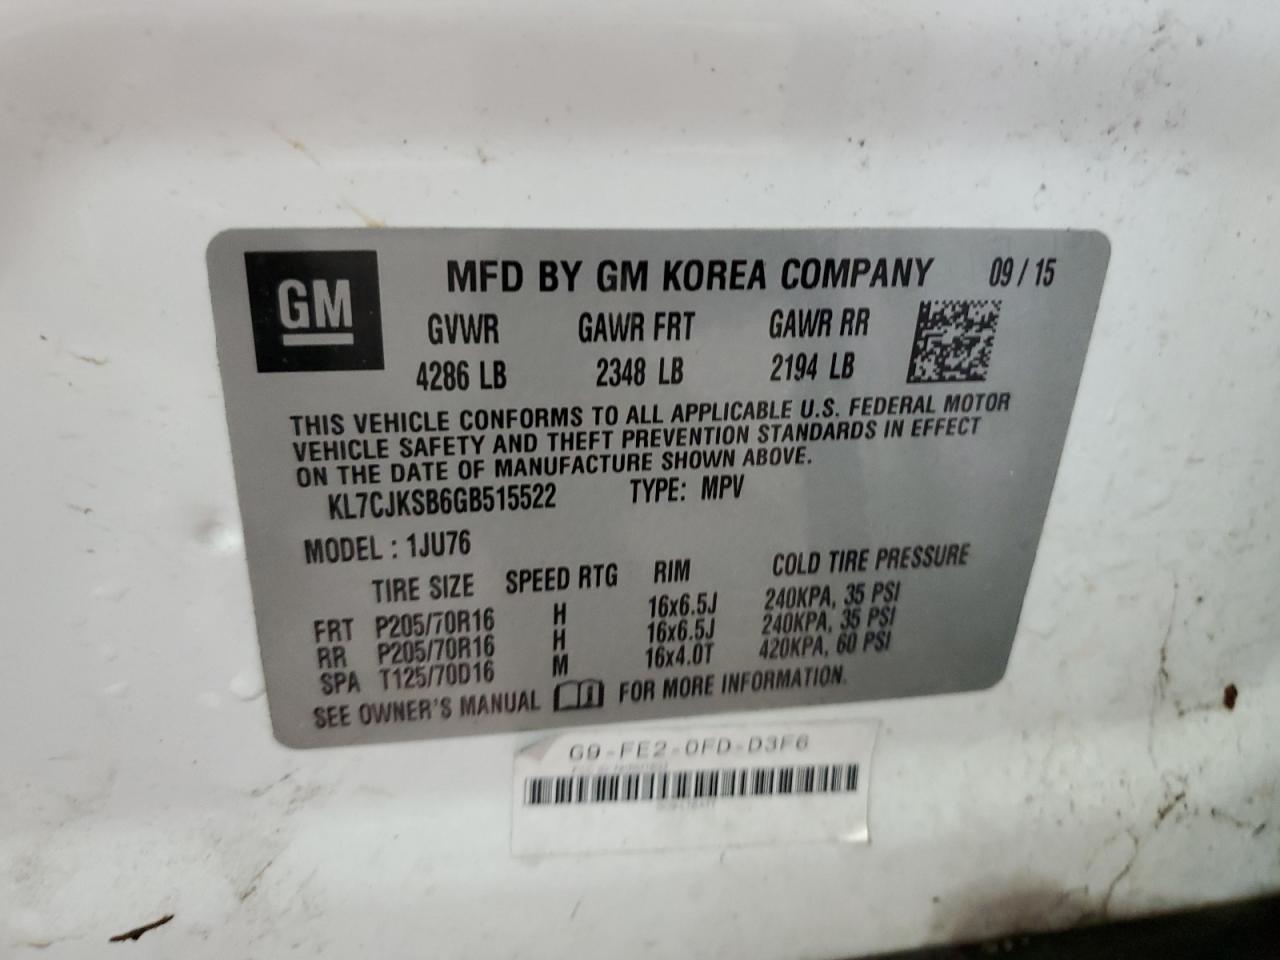 GM
MFD BY GM KOREA COMPANY 09 / 15
GVWR GAWR FRT GAWR RR
4286 LB 2348 LB 2194 LB
THIS VEHICLE CONFORMS TO ALL APPLICABLE U.S. FEDERAL MOTOR
VEHICLE SAFETY AND THEFT PREVENTION STANDARDS IN EFFECT
ON THE DATE OF MANUFACTURE SHOWN ABOVE.
KL7CJKSB6GB515522 TYPE: MPV
MODEL : 1JU76
TIRE SIZE SPEED RTG RIM COLD TIRE PRESSURE
FRT P205/70R16 H 16x6.5J 240KPA, 35 PSI
RR P205/70R16 H 16x6.5J 240KPA, 35 PSI
SPA T125/70D16 M 16x4.0T 420KPA, 60 PSI
SEE OWNER'S MANUAL FOR MORE INFORMATION.
G9-FE2-0FD-D3F6